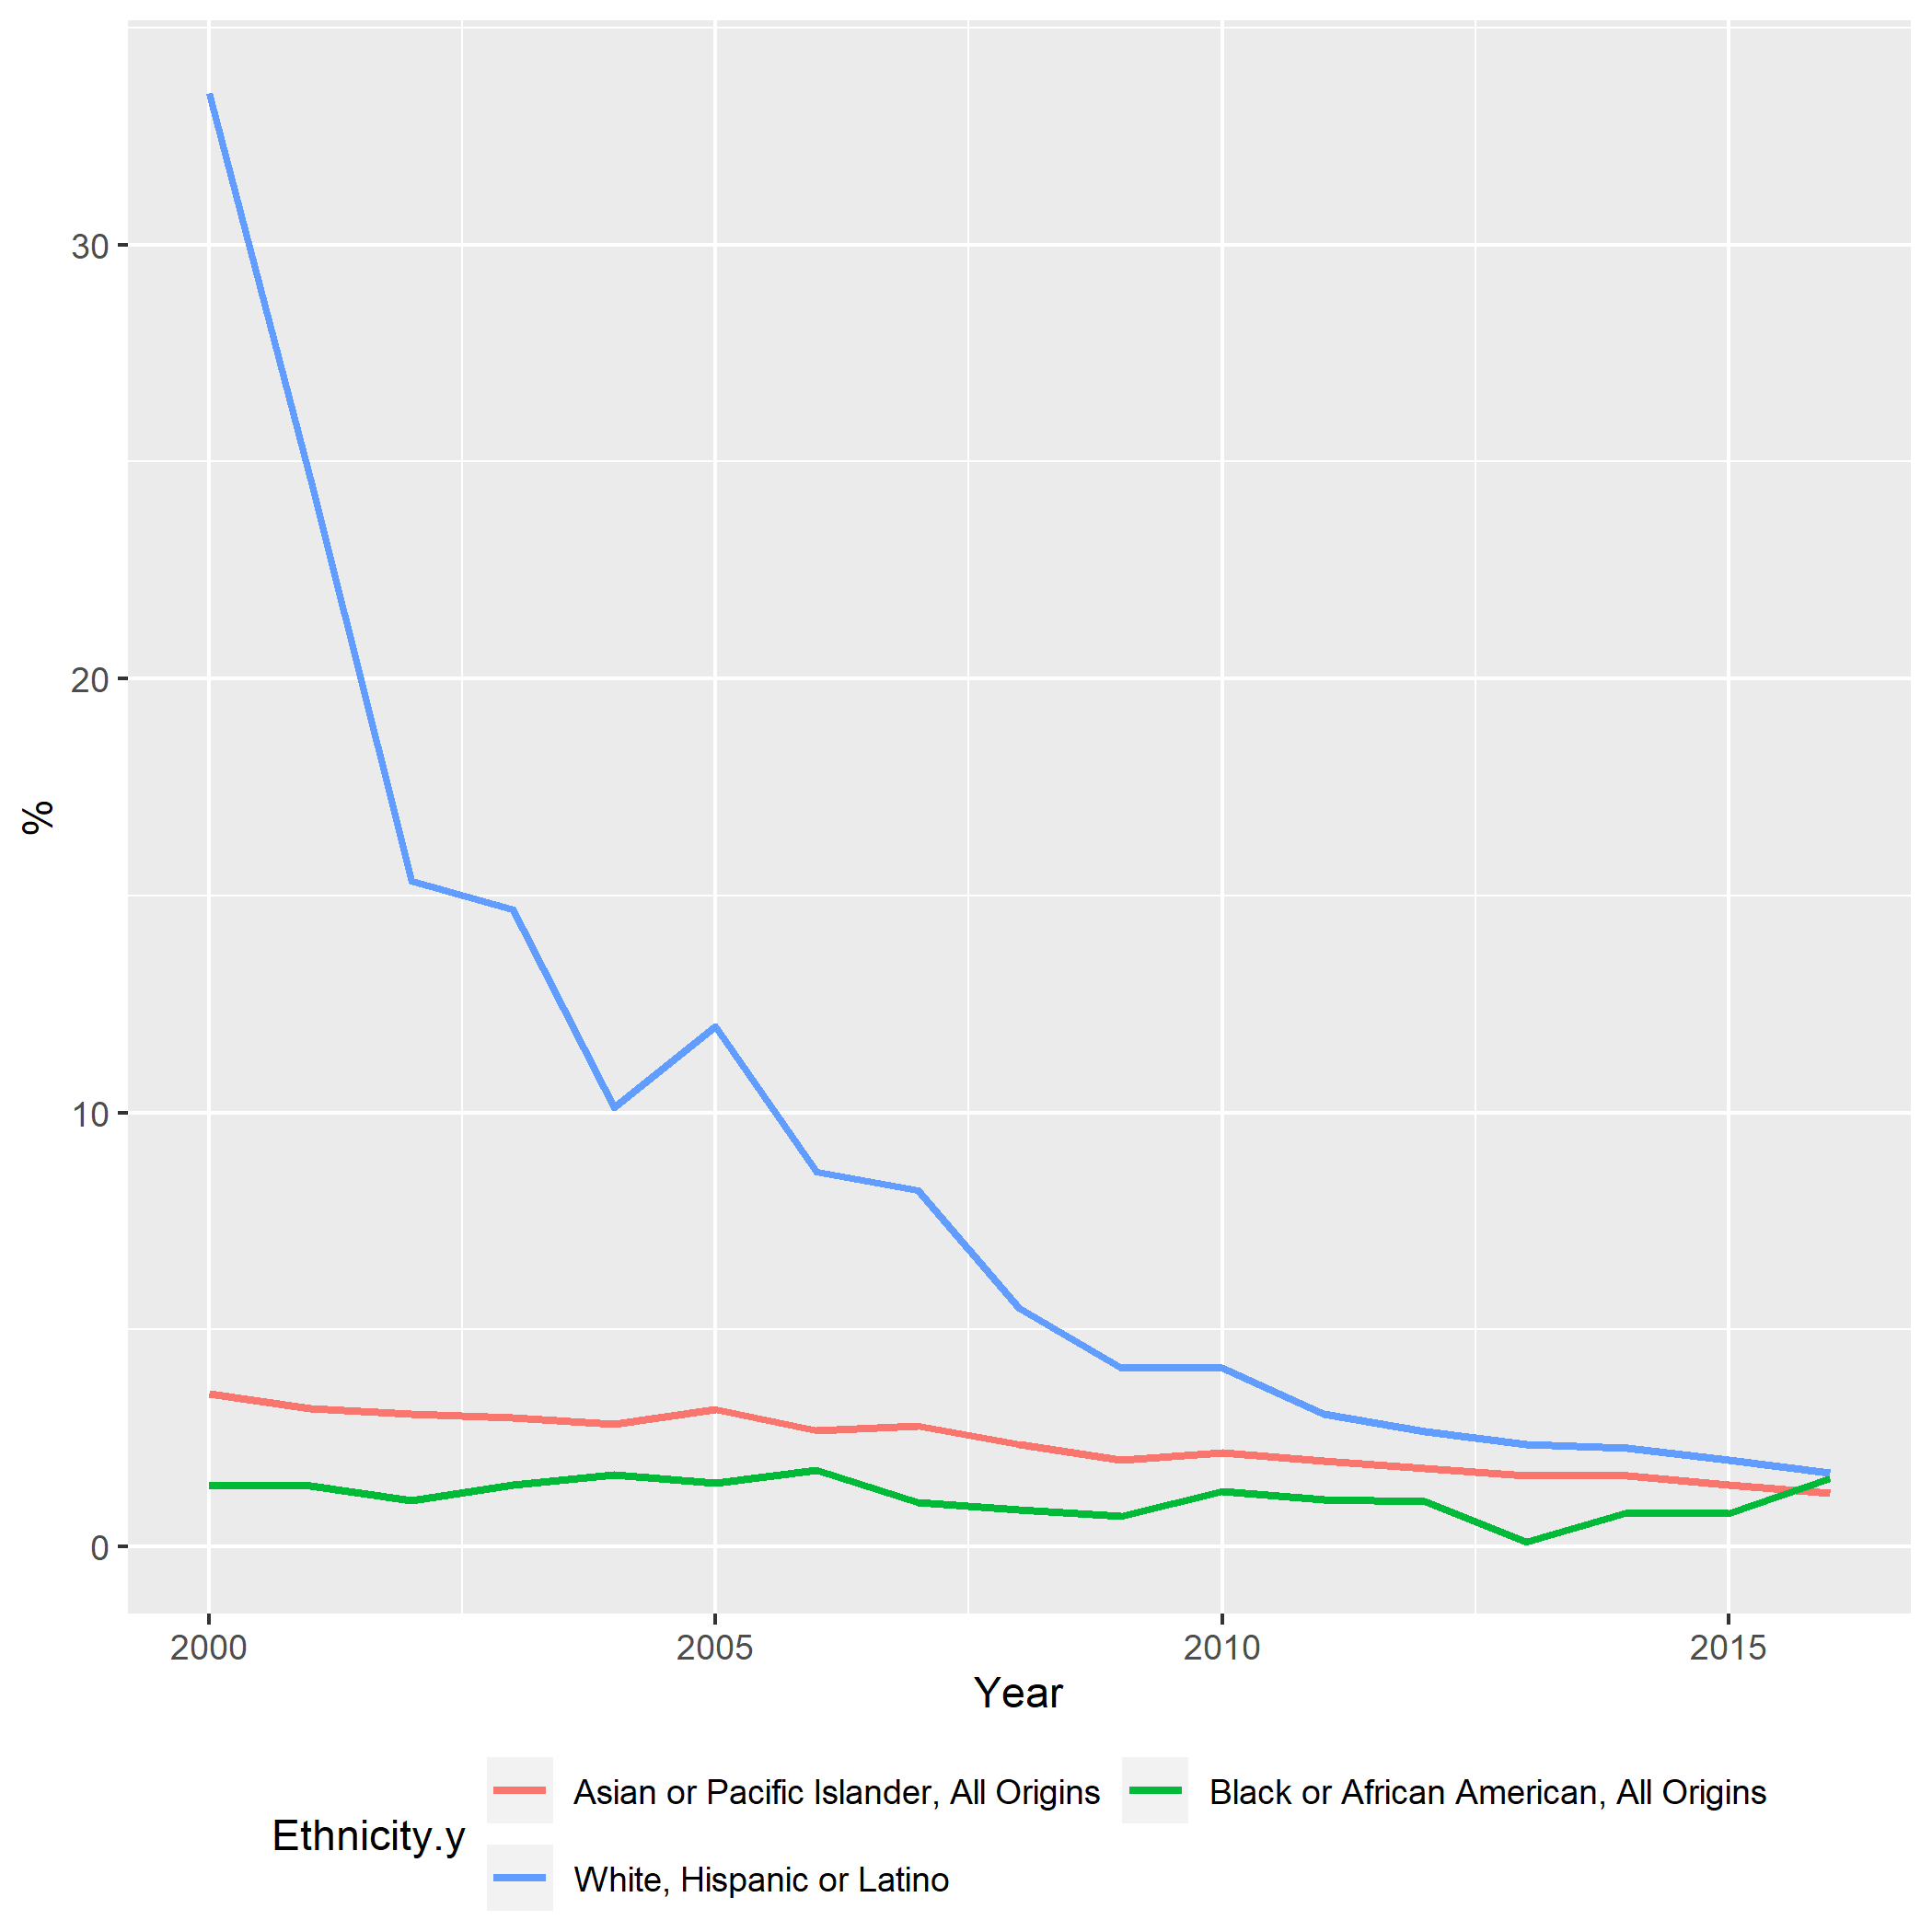 30
20
10
0
%
2000 2005 2010 2015
Year
Ethnicity.y
Asian or Pacific Islander, All Origins Black or African American, All Origins
White, Hispanic or Latino